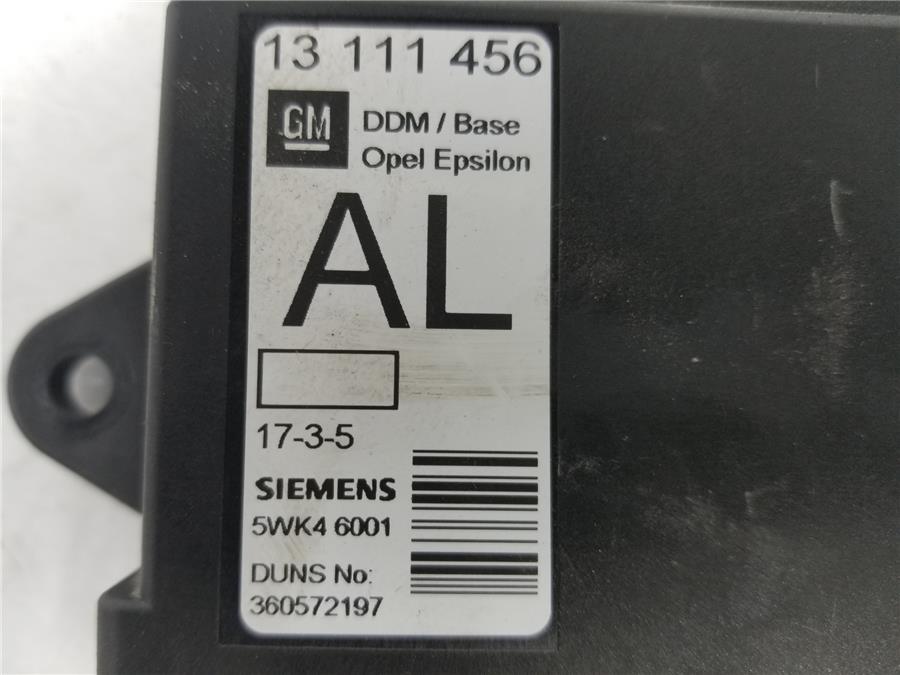 13 111 456
GM
DDM / Base
Opel Epsilon
AL
17-3-5
SIEMENS
5WK4 6001
DUNS No:
360572197